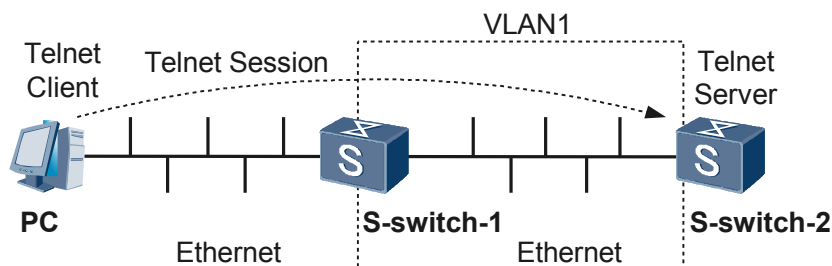 VLAN1
Telnet
Client
Telnet Session
Telnet
Server
S
S
PC
S-switch-1
S-switch-2
Ethernet
Ethernet